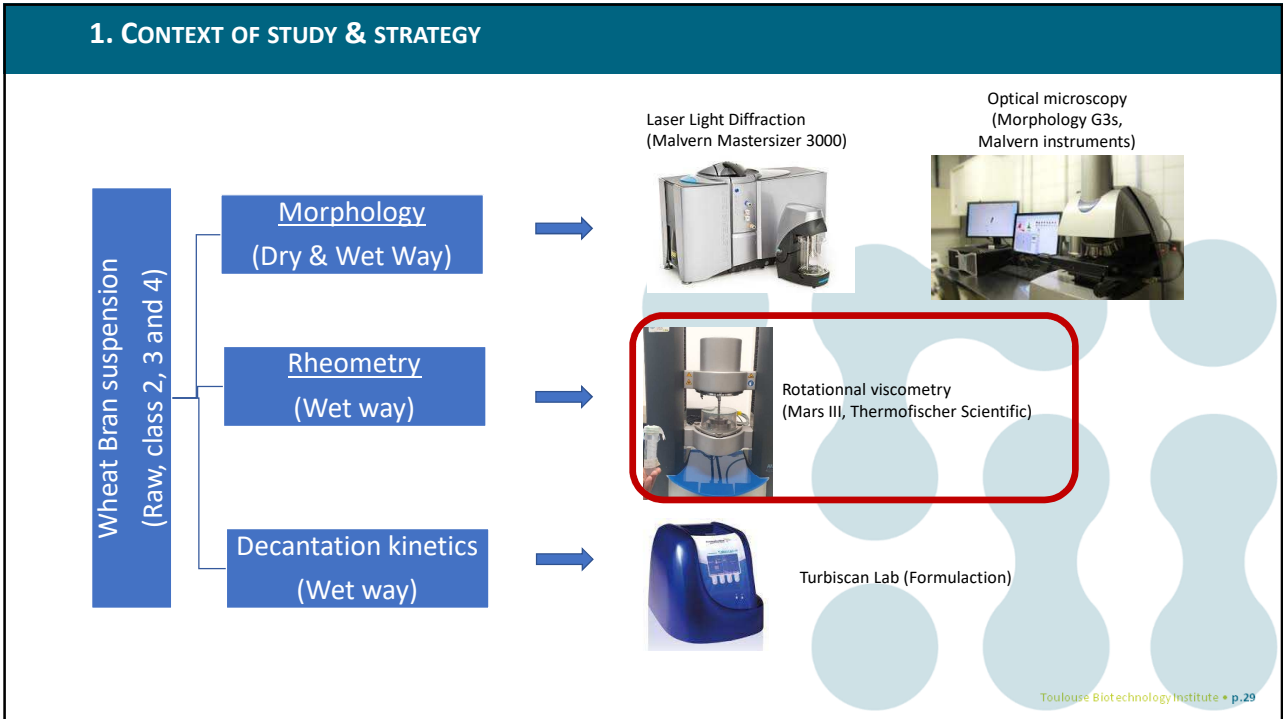 1. CONTEXT OF STUDY & STRATEGY
Wheat Bran suspension
(Raw, class 2, 3 and 4)
Morphology
(Dry & Wet Way)
Laser Light Diffraction
(Malvern Mastersizer 3000)
Optical microscopy
(Morphology G3s,
Malvern instruments)
Rheometry
(Wet way)
Rotationnal viscometry
(Mars III, Thermofischer Scientific)
Decantation kinetics
(Wet way)
Turbiscan Lab (Formulaction)
Toulouse Biotechnology Institute • p.29